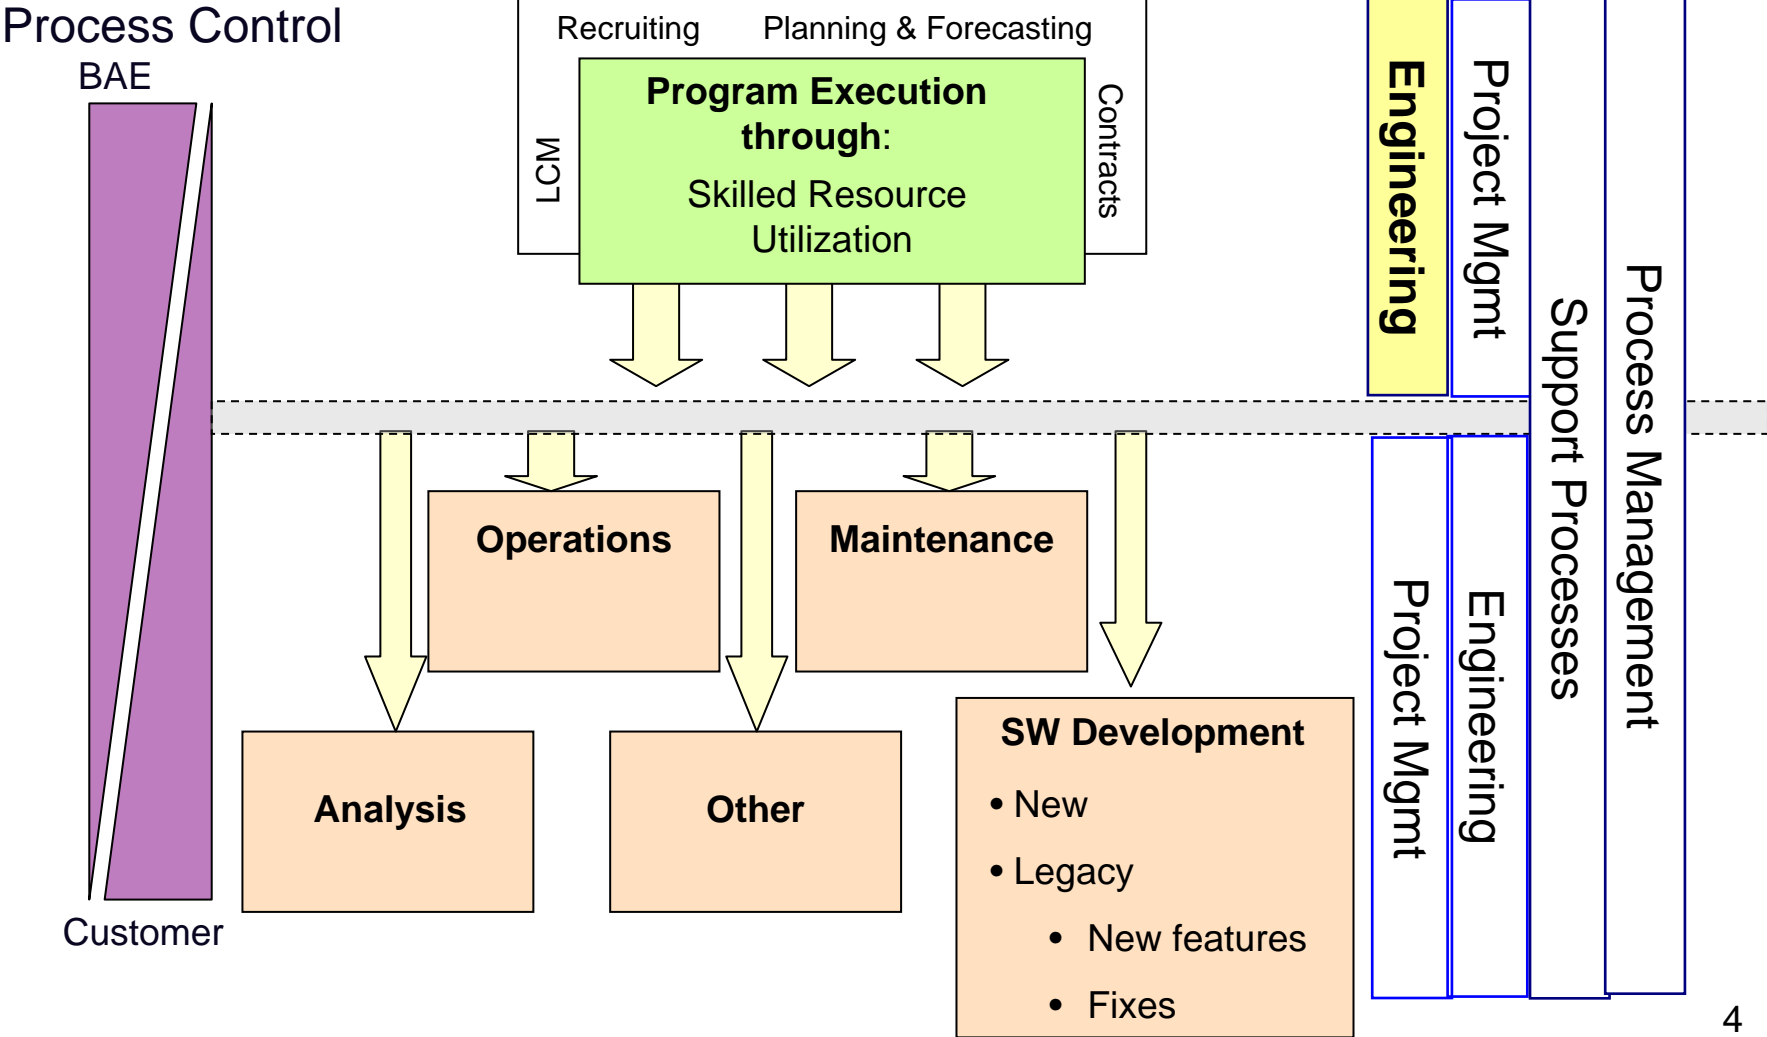 Process Control
BAE
Customer
Recruiting
Planning & Forecasting
LCM
Contracts
Program Execution
through:
Skilled Resource
Utilization
Operations
Maintenance
Analysis
Other
SW Development
• New
• Legacy
• New features
• Fixes
Engineering
Project Mgmt
Project Mgmt
Engineering
Support Processes
Process Management
4